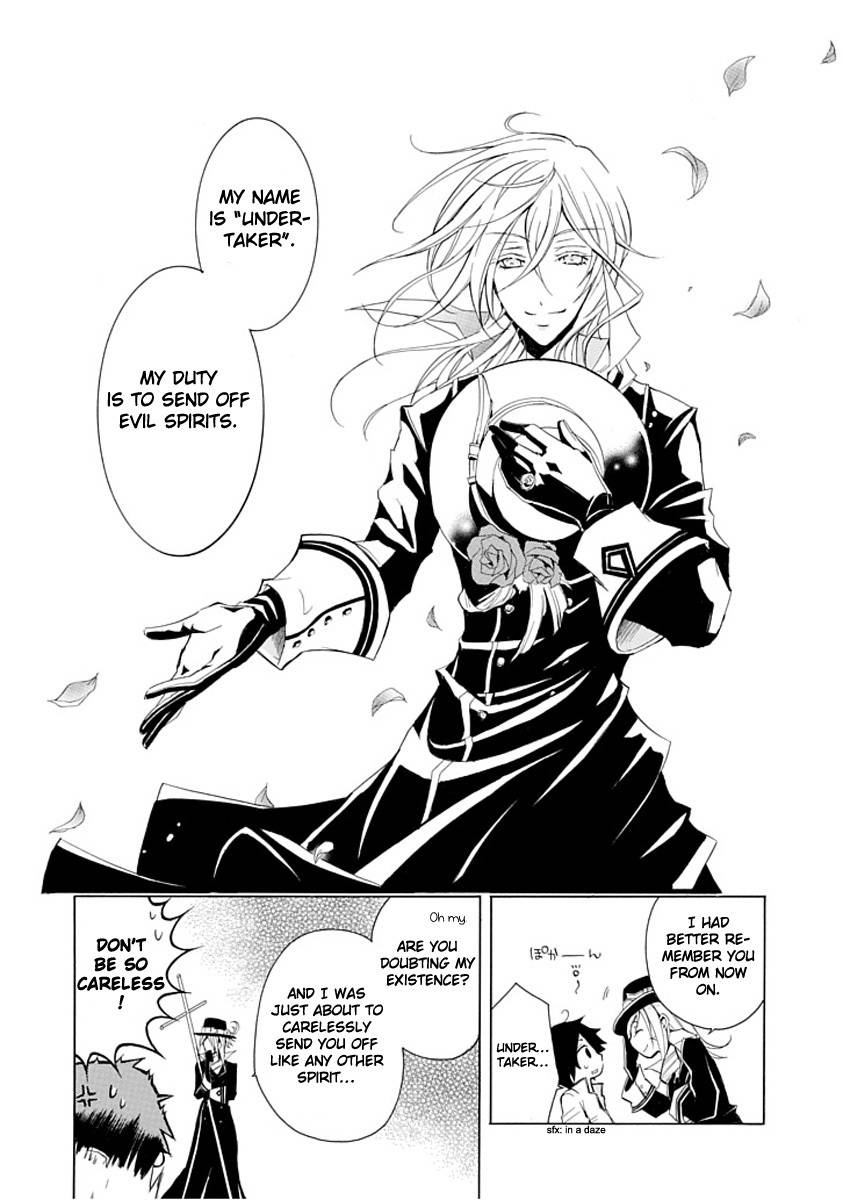 MY NAME
IS "UNDER-
TAKER".
MY DUTY
IS TO SEND OFF
EVIL SPIRITS.
I HAD
BETTER RE-
MEMBER YOU
FROM NOW
ON.
ぽかーん
UNDER...
TAKER...
sfx: in a daze
Oh my.
ARE YOU
DOUBTING MY
EXISTENCE?
AND I WAS
JUST ABOUT TO
CARELESSLY
SEND YOU OFF
LIKE ANY OTHER
SPIRIT...
DON'T
BE SO
CARELESS
!